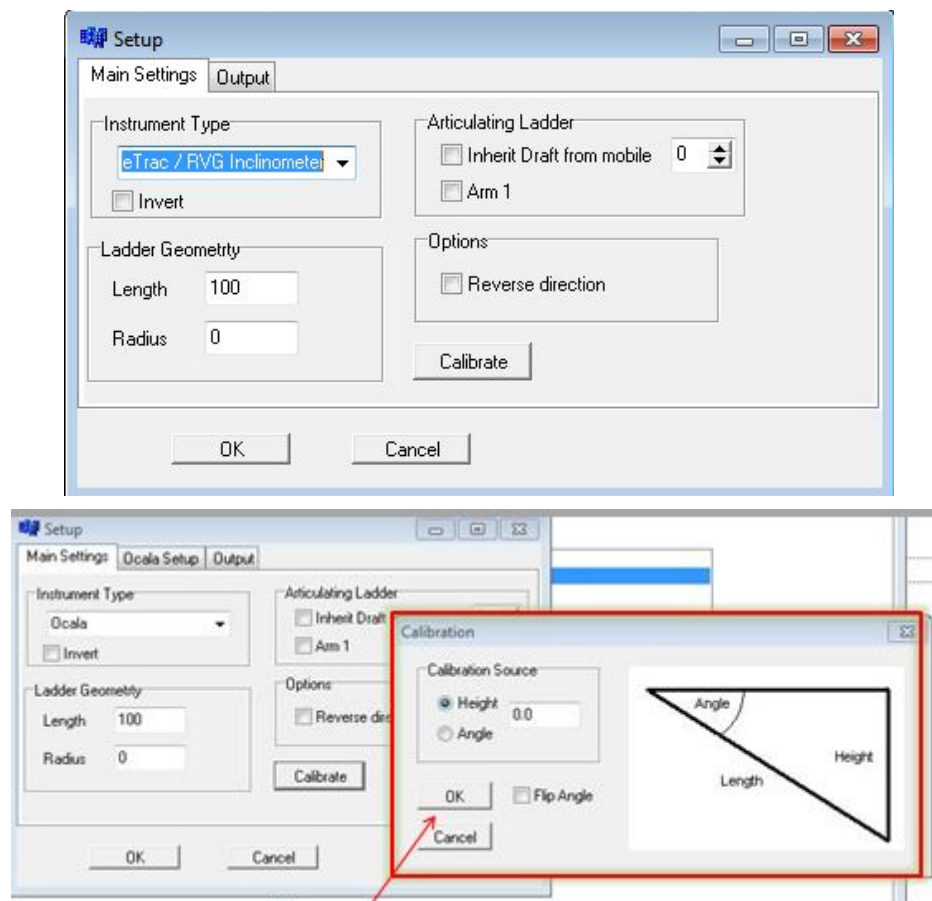 Setup
Main Settings Output
Instrument Type
eTrac / RVG Inclinometer
Invert
Articulating Ladder
Inherit Draft from mobile 0
Arm 1
Ladder Geometrty
Length 100
Radius 0
Options
Reverse direction
Calibrate
OK Cancel
Setup
Main Settings Ocala Setup Output
Instrument Type
Ocala
Invert
Articulating Ladder
Inherit Draft
Arm 1
Ladder Geometrty
Length 100
Radius 0
Options
Reverse dire
Calibrate
OK Cancel
Calibration
Calibration Source
Height 0.0
Angle
OK Flip Angle
Cancel
Angle
Height
Length